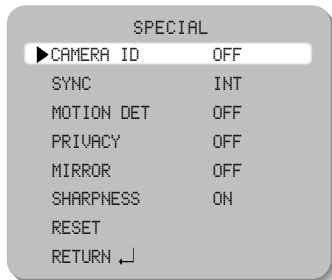 SPECIAL
▶CAMERA ID OFF
SYNC INT
MOTION DET OFF
PRIVACY OFF
MIRROR OFF
SHARPNESS ON
RESET
RETURN ↵